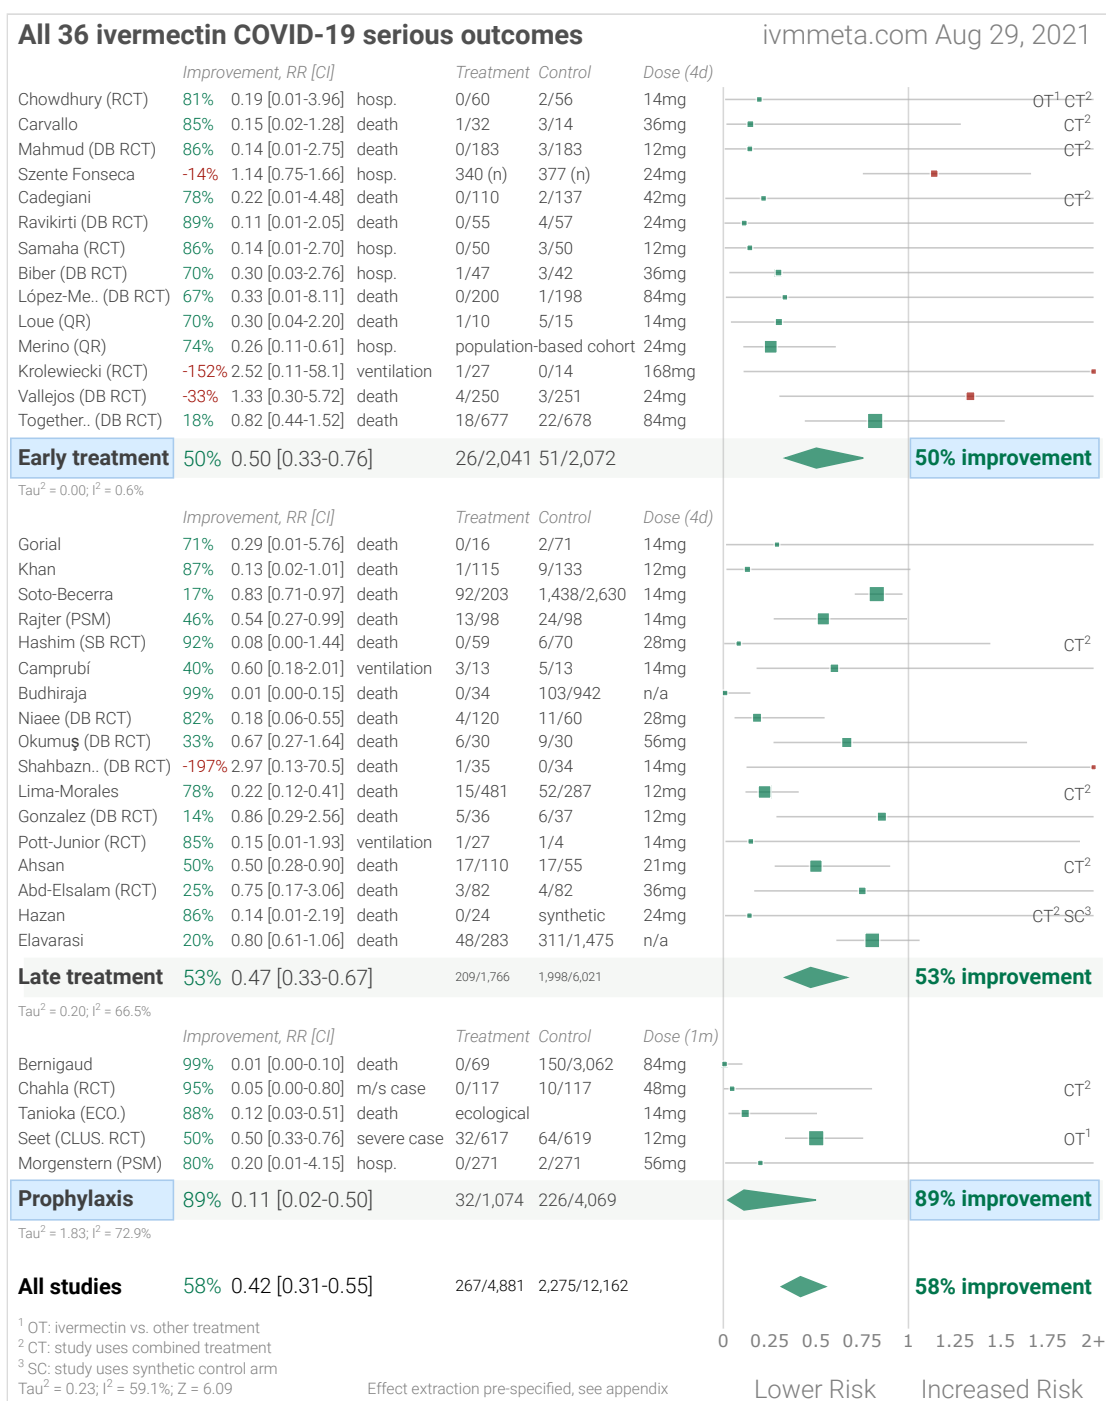 All 36 ivermectin COVID-19 serious outcomes ivmmeta.com Aug 29, 2021
Improvement, RR [CI] Treatment Control Dose (4d)
Chowdhury (RCT) 81% 0.19 [0.01-3.96] hosp. 0/60 2/56 14mg OT1 CT2
Carvallo 85% 0.15 [0.02-1.28] death 1/32 3/14 36mg CT2
Mahmud (DB RCT) 86% 0.14 [0.01-2.75] death 0/183 3/183 12mg CT2
Szente Fonseca -14% 1.14 [0.75-1.66] hosp. 340 (n) 377 (n) 24mg
Cadegiani 78% 0.22 [0.01-4.48] death 0/110 2/137 42mg CT2
Ravikirti (DB RCT) 89% 0.11 [0.01-2.05] death 0/55 4/57 24mg
Samaha (RCT) 86% 0.14 [0.01-2.70] hosp. 0/50 3/50 12mg
Biber (DB RCT) 70% 0.30 [0.03-2.76] hosp. 1/47 3/42 36mg
López-Me.. (DB RCT) 67% 0.33 [0.01-8.11] death 0/200 1/198 84mg
Loue (QR) 70% 0.30 [0.04-2.20] death 1/10 5/15 14mg
Merino (QR) 74% 0.26 [0.11-0.61] hosp. population-based cohort 24mg
Krolewiecki (RCT) -152% 2.52 [0.11-58.1] ventilation 1/27 0/14 168mg
Vallejos (DB RCT) -33% 1.33 [0.30-5.72] death 4/250 3/251 24mg
Together.. (DB RCT) 18% 0.82 [0.44-1.52] death 18/677 22/678 84mg
Early treatment 50% 0.50 [0.33-0.76] 26/2,041 51/2,072 50% improvement
Tau2 = 0.00; I2 = 0.6%
Improvement, RR [CI] Treatment Control Dose (4d)
Gorial 71% 0.29 [0.01-5.76] death 0/16 2/71 14mg
Khan 87% 0.13 [0.02-1.01] death 1/115 9/133 12mg
Soto-Becerra 17% 0.83 [0.71-0.97] death 92/203 1,438/2,630 14mg
Rajter (PSM) 46% 0.54 [0.27-0.99] death 13/98 24/98 14mg
Hashim (SB RCT) 92% 0.08 [0.00-1.44] death 0/59 6/70 28mg CT2
Camprubí 40% 0.60 [0.18-2.01] ventilation 3/13 5/13 14mg
Budhiraja 99% 0.01 [0.00-0.15] death 0/34 103/942 n/a
Niaee (DB RCT) 82% 0.18 [0.06-0.55] death 4/120 11/60 28mg
Okumuş (DB RCT) 33% 0.67 [0.27-1.64] death 6/30 9/30 56mg
Shahbazn.. (DB RCT) -197% 2.97 [0.13-70.5] death 1/35 0/34 14mg
Lima-Morales 78% 0.22 [0.12-0.41] death 15/481 52/287 12mg CT2
Gonzalez (DB RCT) 14% 0.86 [0.29-2.56] death 5/36 6/37 12mg
Pott-Junior (RCT) 85% 0.15 [0.01-1.93] ventilation 1/27 1/4 14mg
Ahsan 50% 0.50 [0.28-0.90] death 17/110 17/55 21mg CT2
Abd-Elsalam (RCT) 25% 0.75 [0.17-3.06] death 3/82 4/82 36mg
Hazan 86% 0.14 [0.01-2.19] death 0/24 synthetic 24mg CT2 SC3
Elavarasi 20% 0.80 [0.61-1.06] death 48/283 311/1,475 n/a
Late treatment 53% 0.47 [0.33-0.67] 209/1,766 1,998/6,021 53% improvement
Tau2 = 0.20; I2 = 66.5%
Improvement, RR [CI] Treatment Control Dose (1m)
Bernigaud 99% 0.01 [0.00-0.10] death 0/69 150/3,062 84mg
Chahla (RCT) 95% 0.05 [0.00-0.80] m/s case 0/117 10/117 48mg CT2
Tanioka (ECO.) 88% 0.12 [0.03-0.51] death ecological 14mg
Seet (CLUS. RCT) 50% 0.50 [0.33-0.76] severe case 32/617 64/619 12mg OT1
Morgenstern (PSM) 80% 0.20 [0.01-4.15] hosp. 0/271 2/271 56mg
Prophylaxis 89% 0.11 [0.02-0.50] 32/1,074 226/4,069 89% improvement
Tau2 = 1.83; I2 = 72.9%
All studies 58% 0.42 [0.31-0.55] 267/4,881 2,275/12,162 58% improvement
1 OT: ivermectin vs. other treatment
2 CT: study uses combined treatment
3 SC: study uses synthetic control arm
Tau2 = 0.23; I2 = 59.1%; Z = 6.09 Effect extraction pre-specified, see appendix
0 0.25 0.5 0.75 1 1.25 1.5 1.75 2+
Lower Risk Increased Risk